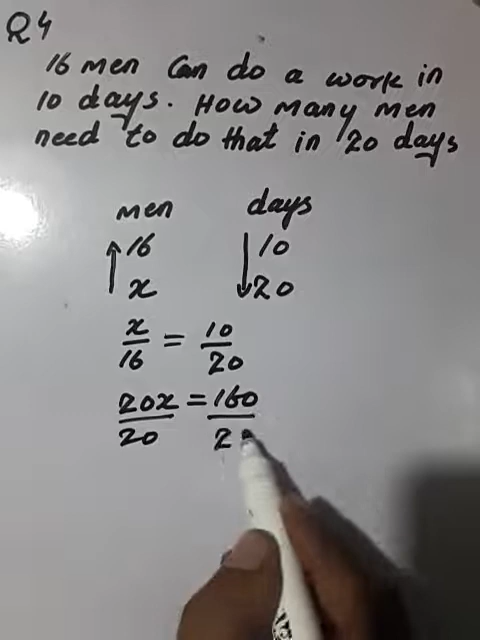 Q4
16 men Can do a work in
10 days. How many men
need to do that in 20 days
men days
16 10
x 20
x/16 = 10/20
20x/20 = 160/2